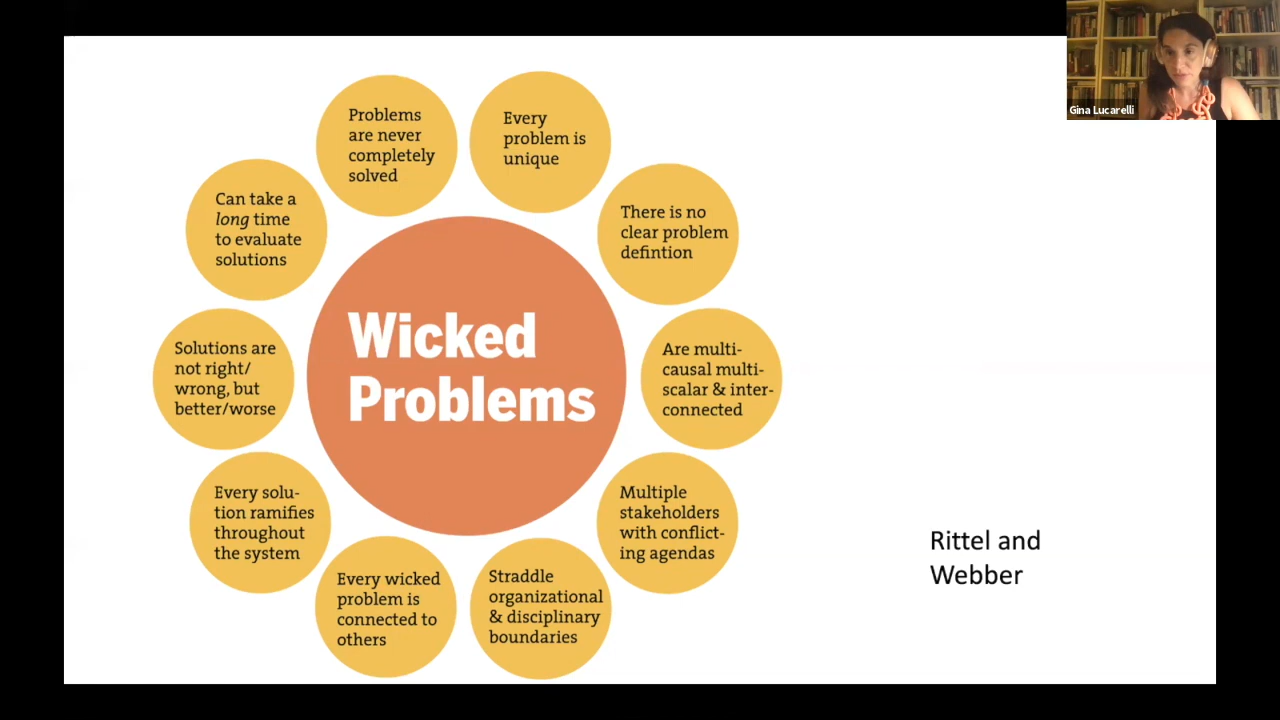 Gina Lucarelli
Problems
are never
completely
solved
Every
problem is
unique
Can take a
long time
to evaluate
solutions
There is no
clear problem
defintion
Wicked
Problems
Solutions are
not right/
wrong, but
better/worse
Are multi-
causal multi-
scalar & inter-
connected
Every solu-
tion ramifies
throughout
the system
Multiple
stakeholders
with conflict-
ing agendas
Every wicked
problem is
connected to
others
Straddle
organizational
& disciplinary
boundaries
Rittel and
Webber